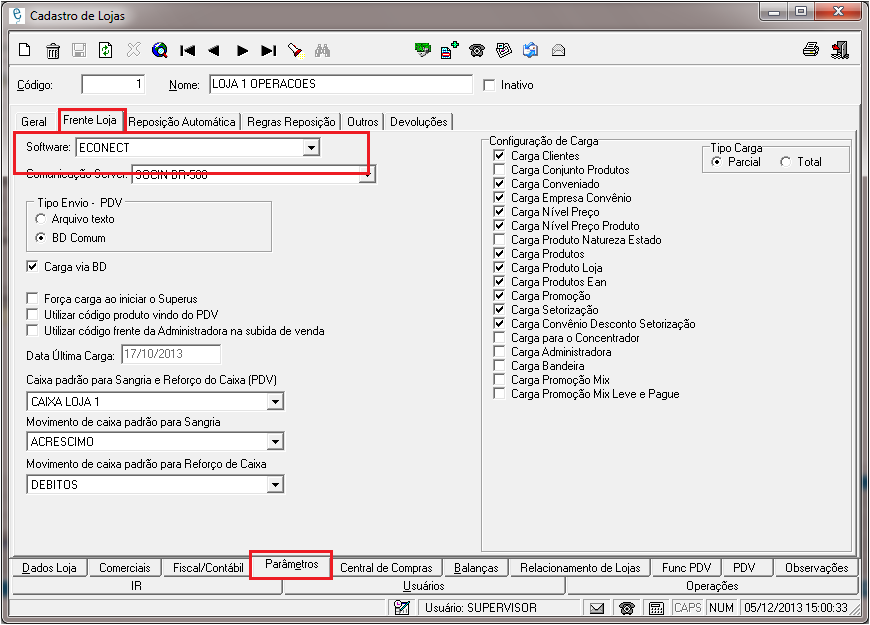 Cadastro de Lojas
Código: 1 Nome: LOJA 1 OPERACOES Inativo
Geral Frente Loja Reposição Automática Regras Reposição Outros Devoluções
Software: ECONECT
Comunicação Server: SOCIN BR-500
Tipo Envio - PDV
Arquivo texto
BD Comum
Carga via BD
Força carga ao iniciar o Superus
Utilizar código produto vindo do PDV
Utilizar código frente da Administradora na subida de venda
Data Última Carga: 17/10/2013
Caixa padrão para Sangria e Reforço do Caixa (PDV)
CAIXA LOJA 1
Movimento de caixa padrão para Sangria
ACRESCIMO
Movimento de caixa padrão para Reforço de Caixa
DEBITOS
Configuração de Carga
Carga Clientes
Carga Conjunto Produtos
Carga Conveniado
Carga Empresa Convênio
Carga Nível Preço
Carga Nível Preço Produto
Carga Produto Natureza Estado
Carga Produtos
Carga Produto Loja
Carga Produtos Ean
Carga Promoção
Carga Setorização
Carga Convênio Desconto Setorização
Carga para o Concentrador
Carga Administradora
Carga Bandeira
Carga Promoção Mix
Carga Promoção Mix Leve e Pague
Tipo Carga
Parcial Total
Dados Loja Comerciais Fiscal/Contábil Parâmetros Central de Compras Balanças Relacionamento de Lojas Func PDV PDV Observações
IR Usuários Operações
Usuário: SUPERVISOR CAPS NUM 05/12/2013 15:00:33